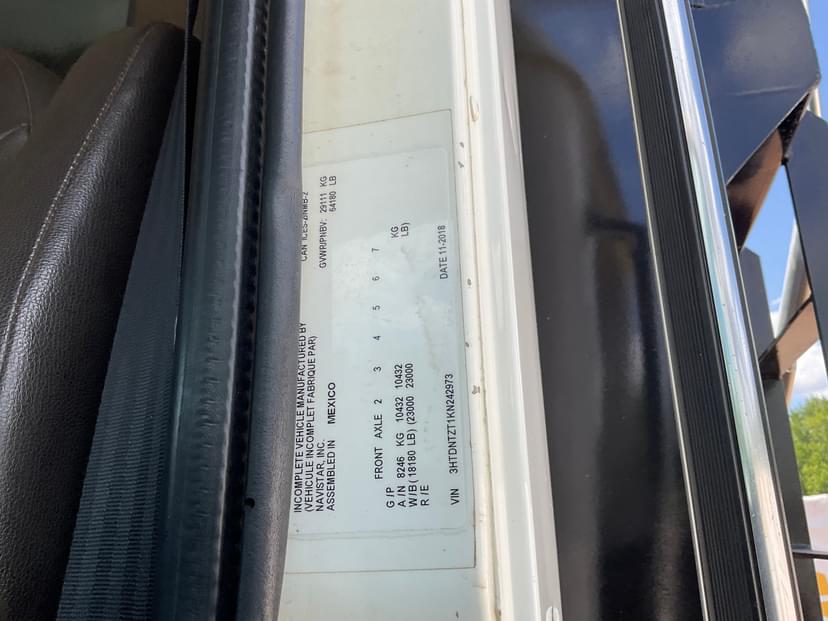 INCOMPLETE VEHICLE MANUFACTURED BY
(VEHICULE INCOMPLET FABRIQUE PAR)
NAVISTAR, INC.
ASSEMBLED IN MEXICO
GVWR/PNBV: 29111 KG
64180 LB
FRONT AXLE 2 3 4 5 6 7
G / P
A / N 8246 KG 10432 10432 KG
W / B (18180 LB) (23000 23000 LB)
R / E
VIN 3HTDNTZT1KN242973 DATE 11-2018